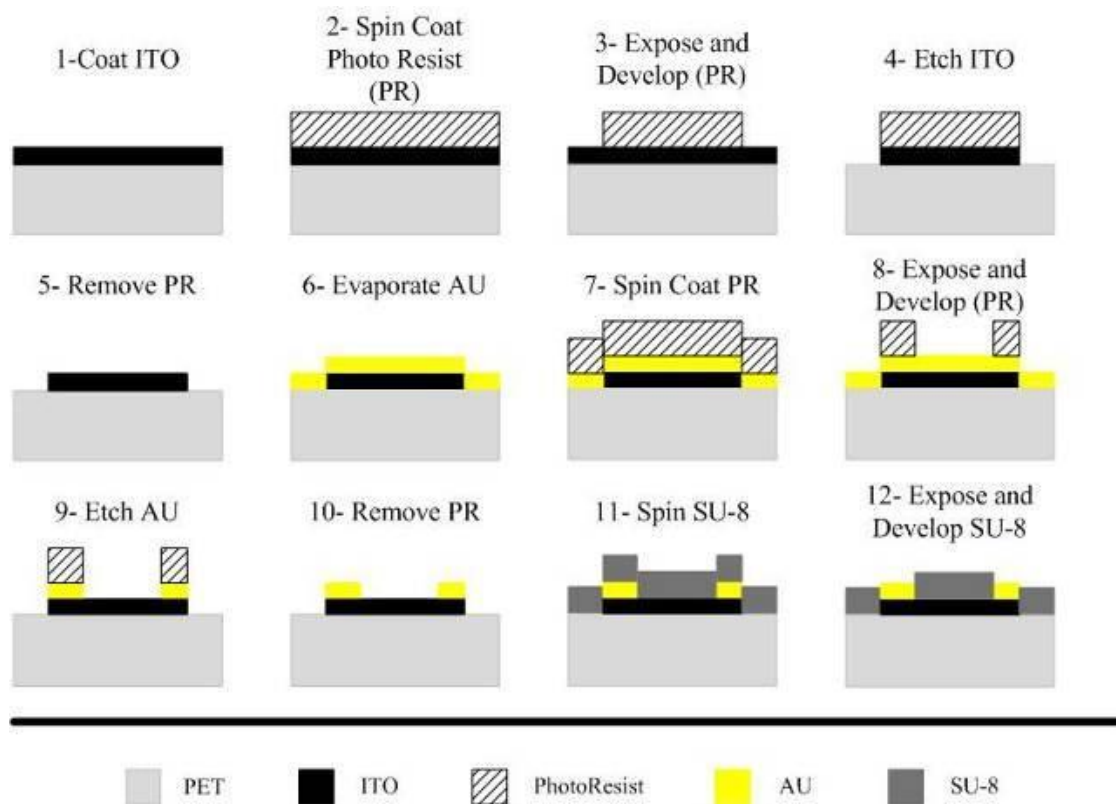 1-Coat ITO
2- Spin Coat
Photo Resist
(PR)
3- Expose and
Develop (PR)
4- Etch ITO
5- Remove PR
6- Evaporate AU
7- Spin Coat PR
8- Expose and
Develop (PR)
9- Etch AU
10- Remove PR
11- Spin SU-8
12- Expose and
Develop SU-8
PET
ITO
PhotoResist
AU
SU-8